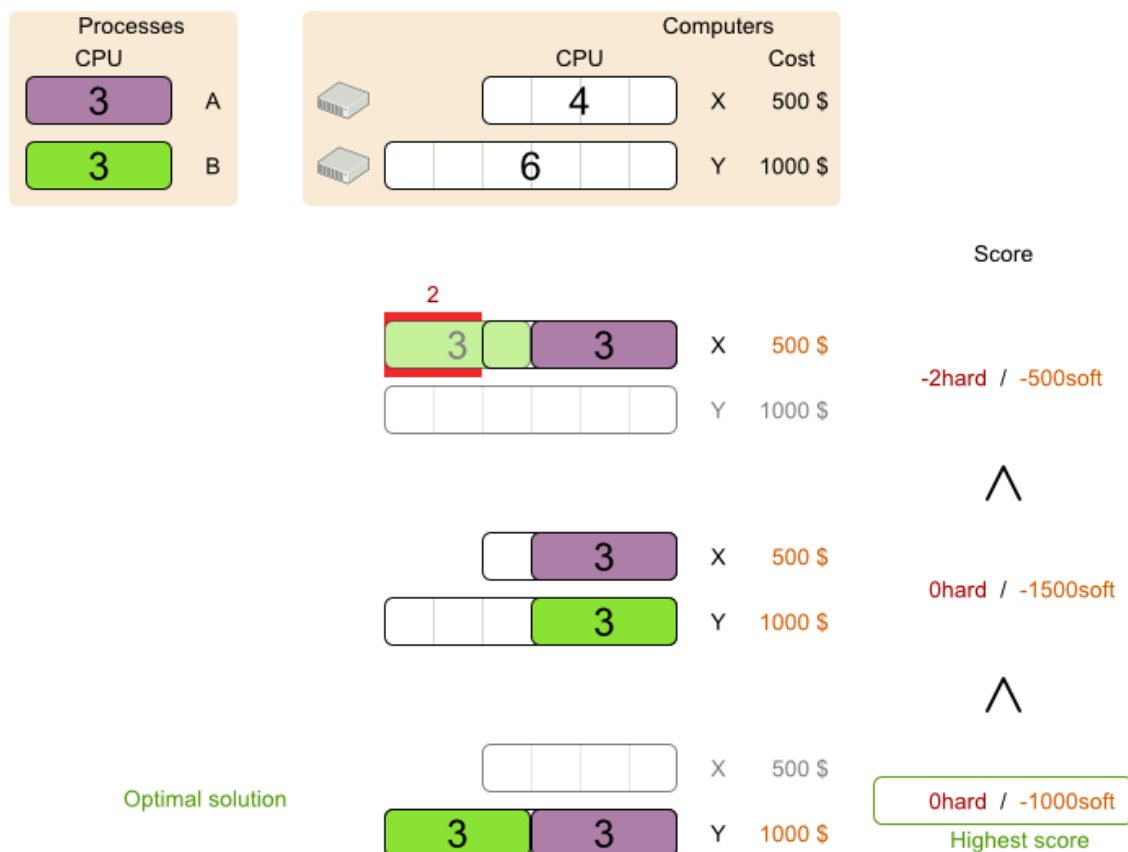 Processes
CPU
3 A
3 B
Computers
CPU Cost
4 X 500 $
6 Y 1000 $
Score
2
3 3 X 500 $
-2hard / -500soft
Y 1000 $
3 X 500 $
0hard / -1500soft
3 Y 1000 $
X 500 $
Optimal solution
0hard / -1000soft
3 3 Y 1000 $
Highest score